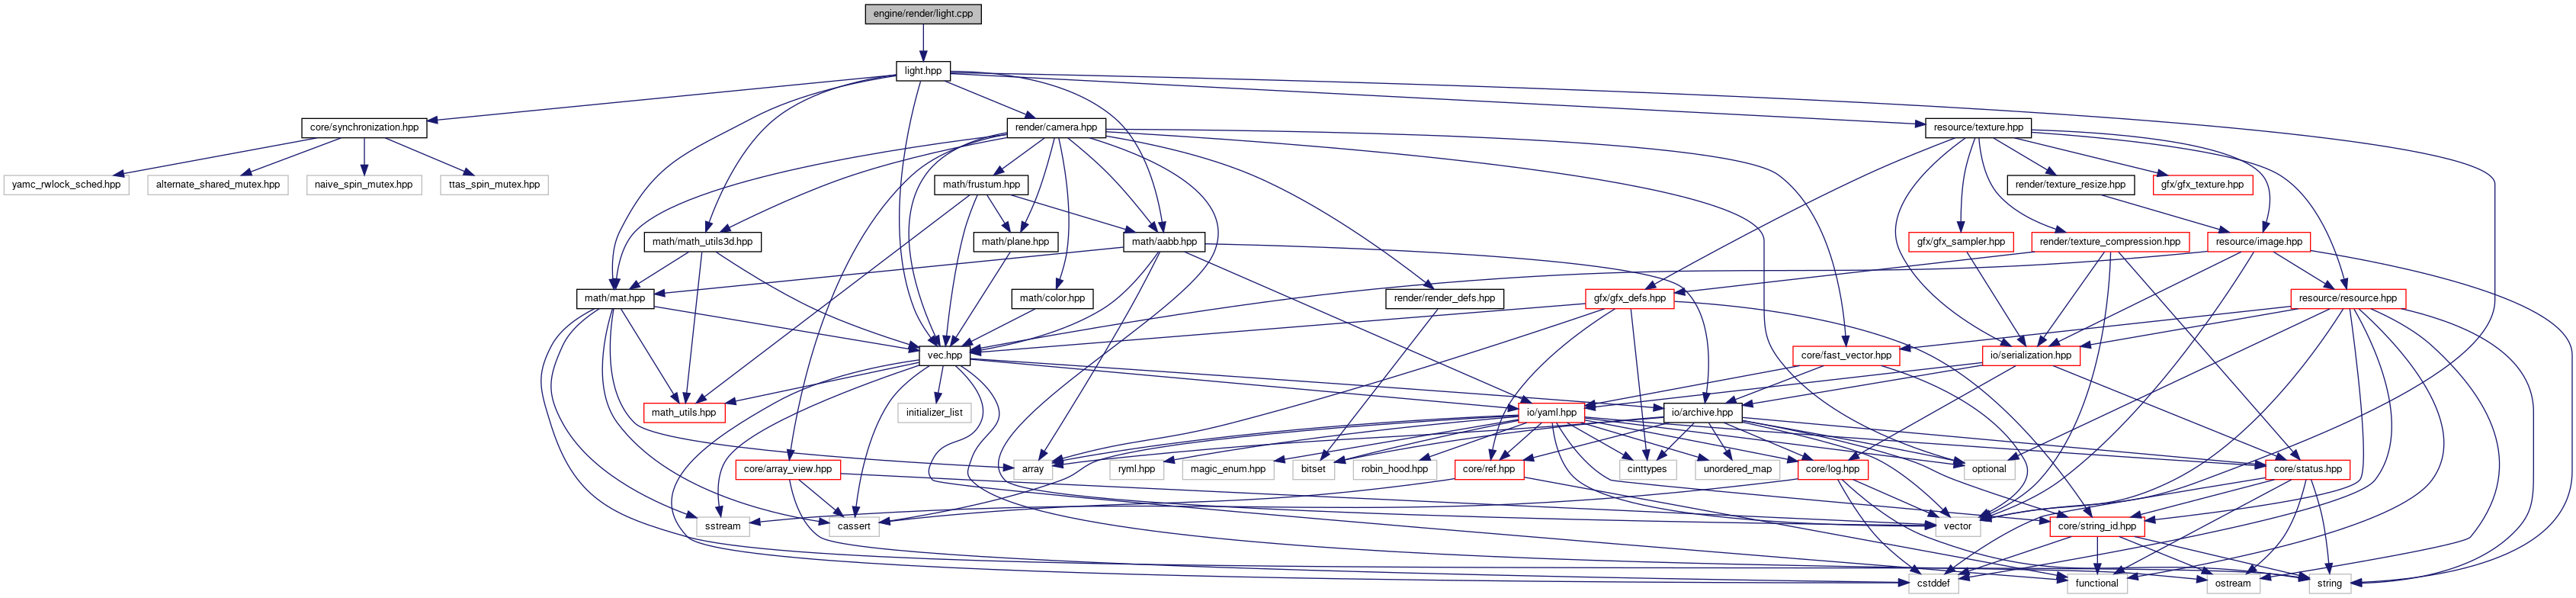 engine/render/light.cpp
light.hpp
core/synchronization.hpp
render/camera.hpp
resource/texture.hpp
yamc_rwlock_sched.hpp
alternate_shared_mutex.hpp
naive_spin_mutex.hpp
ttas_spin_mutex.hpp
math/frustum.hpp
render/texture_resize.hpp
gfx/gfx_texture.hpp
math/math_utils3d.hpp
math/plane.hpp
math/aabb.hpp
gfx/gfx_sampler.hpp
render/texture_compression.hpp
resource/image.hpp
math/mat.hpp
math/color.hpp
render/render_defs.hpp
gfx/gfx_defs.hpp
resource/resource.hpp
vec.hpp
core/fast_vector.hpp
io/serialization.hpp
math_utils.hpp
initializer_list
io/yaml.hpp
io/archive.hpp
core/array_view.hpp
array
ryml.hpp
magic_enum.hpp
bitset
robin_hood.hpp
core/ref.hpp
cinttypes
unordered_map
core/log.hpp
optional
core/status.hpp
sstream
cassert
vector
core/string_id.hpp
cstddef
functional
ostream
string